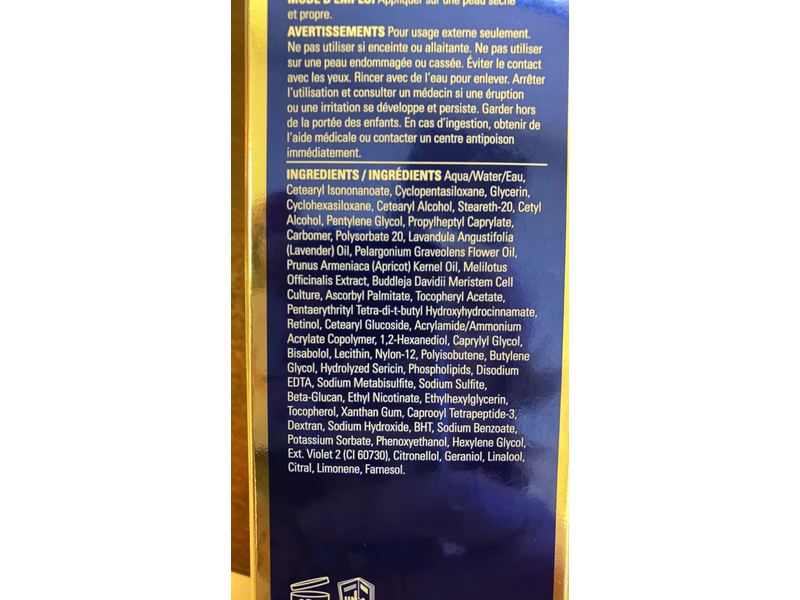 MODE D'EMPLOI Appliquer sur une peau sèche
et propre.
AVERTISSEMENTS Pour usage externe seulement.
Ne pas utiliser si enceinte ou allaitante. Ne pas utiliser
sur une peau endommagée ou cassée. Éviter le contact
avec les yeux. Rincer avec de l'eau pour enlever. Arrêter
l'utilisation et consulter un médecin si une éruption
ou une irritation se développe et persiste. Garder hors
de la portée des enfants. En cas d'ingestion, obtenir de
l'aide médicale ou contacter un centre antipoison
immédiatement.
INGREDIENTS / INGRÉDIENTS Aqua/Water/Eau,
Cetearyl Isononanoate, Cyclopentasiloxane, Glycerin,
Cyclohexasiloxane, Cetearyl Alcohol, Steareth-20, Cetyl
Alcohol, Pentylene Glycol, Propylheptyl Caprylate,
Carbomer, Polysorbate 20, Lavandula Angustifolia
(Lavender) Oil, Pelargonium Graveolens Flower Oil,
Prunus Armeniaca (Apricot) Kernel Oil, Melilotus
Officinalis Extract, Buddleja Davidii Meristem Cell
Culture, Ascorbyl Palmitate, Tocopheryl Acetate,
Pentaerythrityl Tetra-di-t-butyl Hydroxyhydrocinnamate,
Retinol, Cetearyl Glucoside, Acrylamide/Ammonium
Acrylate Copolymer, 1,2-Hexanediol, Caprylyl Glycol,
Bisabolol, Lecithin, Nylon-12, Polyisobutene, Butylene
Glycol, Hydrolyzed Sericin, Phospholipids, Disodium
EDTA, Sodium Metabisulfite, Sodium Sulfite,
Beta-Glucan, Ethyl Nicotinate, Ethylhexylglycerin,
Tocopherol, Xanthan Gum, Caprooyl Tetrapeptide-3,
Dextran, Sodium Hydroxide, BHT, Sodium Benzoate,
Potassium Sorbate, Phenoxyethanol, Hexylene Glycol,
Ext. Violet 2 (CI 60730), Citronellol, Geraniol, Linalool,
Citral, Limonene, Farnesol.